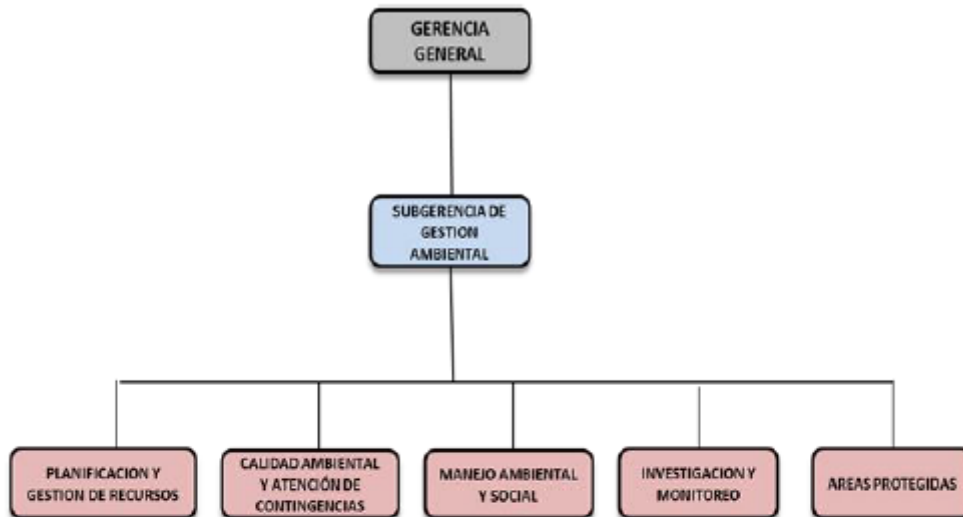 GERENCIA
GENERAL
SUBGERENCIA DE
GESTION
AMBIENTAL
PLANIFICACION Y
GESTION DE RECURSOS
CALIDAD AMBIENTAL
Y ATENCIÓN DE
CONTINGENCIAS
MANEJO AMBIENTAL
Y SOCIAL
INVESTIGACION Y
MONITOREO
AREAS PROTEGIDAS